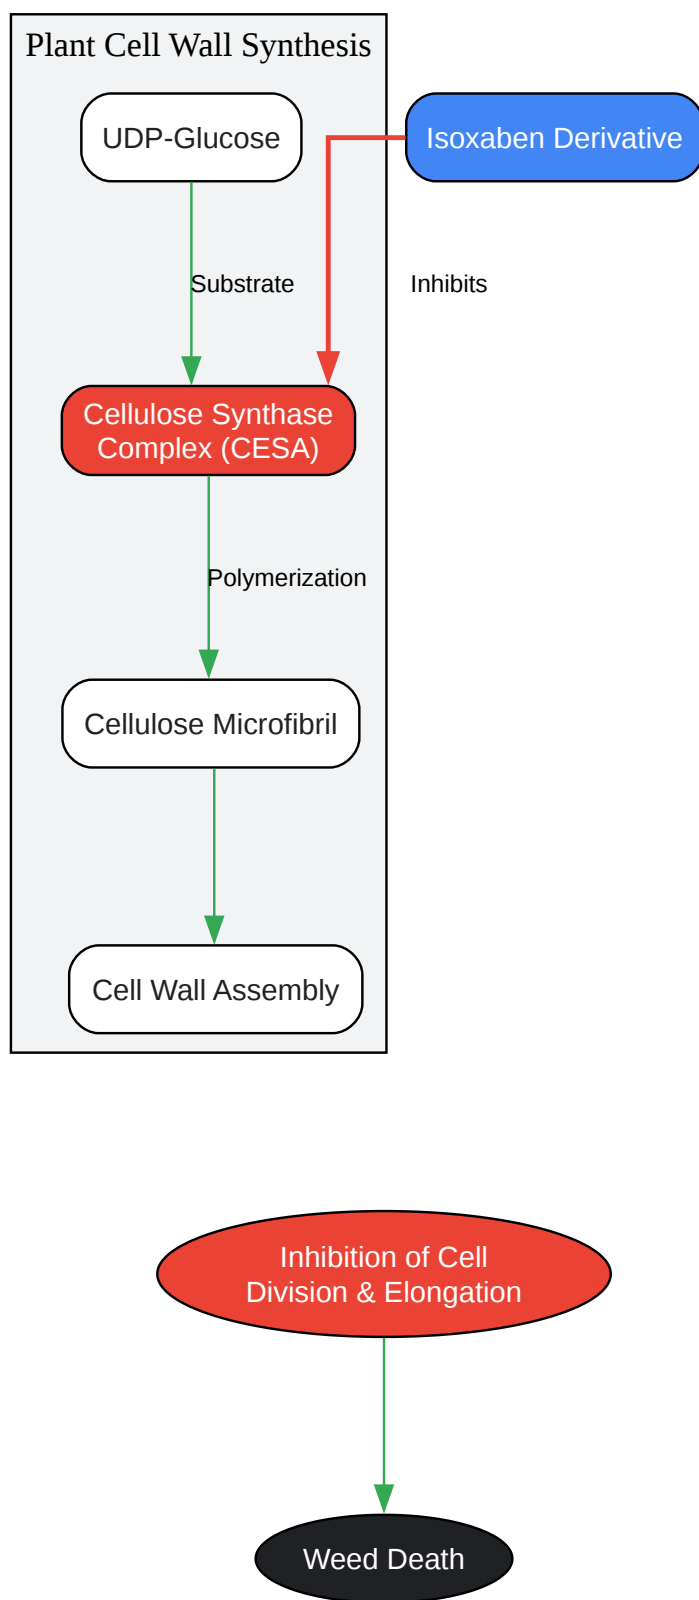 Plant Cell Wall Synthesis
UDP-Glucose
Isoxaben Derivative
Substrate
Inhibits
Cellulose Synthase
Complex (CESA)
Polymerization
Cellulose Microfibril
Cell Wall Assembly
Inhibition of Cell
Division & Elongation
Weed Death